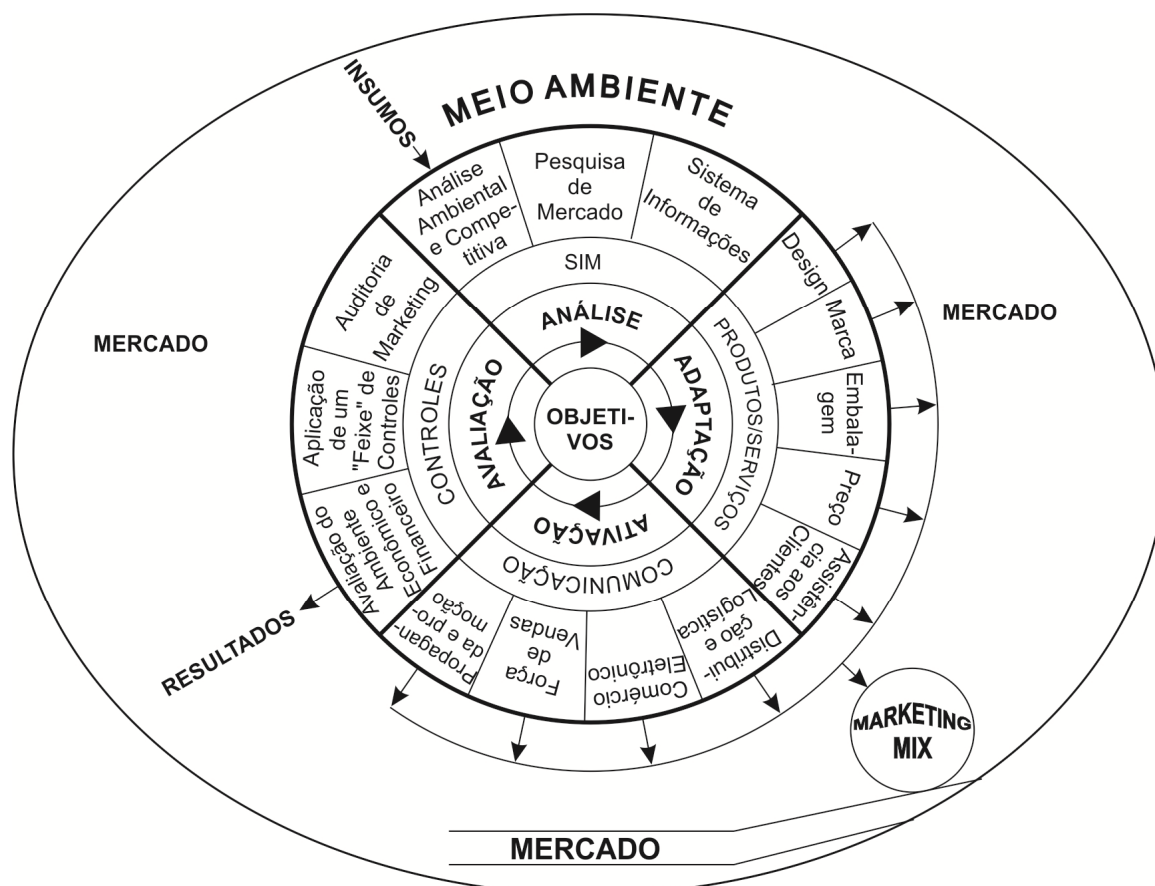 INSUMOS
MEIO AMBIENTE
Análise
Ambiental
e Compe-
titiva
Pesquisa
de
Mercado
Sistema
de
Informações
SIM
ANÁLISE
Design
Marca
Embala-
gem
Preço
Assistên-
cia aos
Clientes
PRODUTOS/SERVIÇOS
ADAPTAÇÃO
MERCADO
OBJETI-
VOS
Distribui-
ção e
Logística
Comércio
Eletrônico
Força
de
Vendas
Propagan-
da e pro-
moção
COMUNICAÇÃO
ATIVAÇÃO
Avaliação do
Ambiente
Econômico e
Financeiro
Aplicação
de um
"Feixe" de
Controles
Auditoria
de
Marketing
CONTROLES
AVALIAÇÃO
MERCADO
RESULTADOS
MARKETING
MIX
MERCADO